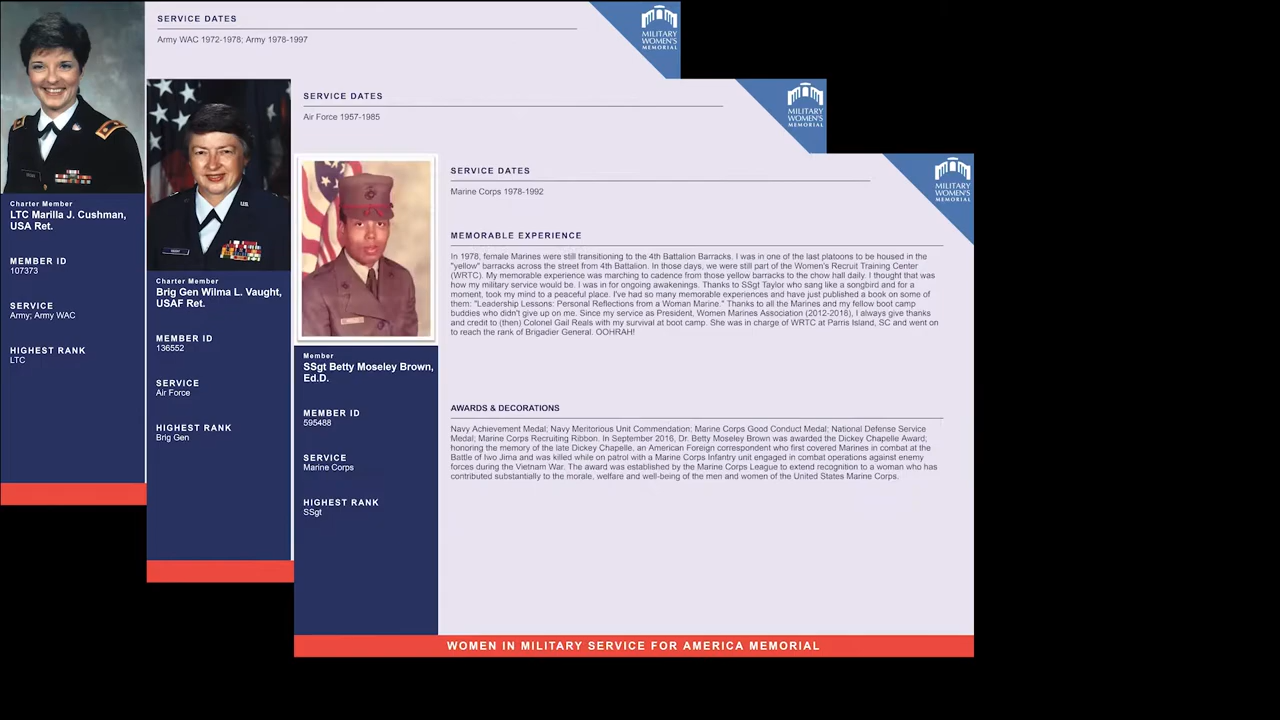 SERVICE DATES
Army WAC 1972-1978; Army 1978-1997
MILITARY
WOMEN'S
MEMORIAL
Charter Member
LTC Marilla J. Cushman,
USA Ret.
MEMBER ID
107373
SERVICE
Army; Army WAC
HIGHEST RANK
LTC
SERVICE DATES
Air Force 1957-1985
MILITARY
WOMEN'S
MEMORIAL
Charter Member
Brig Gen Wilma L. Vaught,
USAF Ret.
MEMBER ID
136552
SERVICE
Air Force
HIGHEST RANK
Brig Gen
SERVICE DATES
Marine Corps 1978-1992
MILITARY
WOMEN'S
MEMORIAL
Member
SSgt Betty Moseley Brown,
Ed.D.
MEMBER ID
595488
SERVICE
Marine Corps
HIGHEST RANK
SSgt
MEMORABLE EXPERIENCE
In 1978, female Marines were still transitioning to the 4th Battalion Barracks. I was in one of the last platoons to be housed in the
"yellow" barracks across the street from 4th Battalion. In those days, we were still part of the Women's Recruit Training Center
(WRTC). My memorable experience was marching to cadence from those yellow barracks to the chow hall daily. I thought that was
how my military service would be. I was in for ongoing awakenings. Thanks to SSgt Taylor who sang like a songbird and for a
moment, took my mind to a peaceful place. I've had so many memorable experiences and have just published a book on some of
them: "Leadership Lessons: Personal Reflections from a Woman Marine." Thanks to all the Marines and my fellow boot camp
buddies who didn't give up on me. Since my service as President, Women Marines Association (2012-2016), I always give thanks
and credit to (then) Colonel Gail Reals with my survival at boot camp. She was in charge of WRTC at Parris Island, SC and went on
to reach the rank of Brigadier General. OOHRAH!
AWARDS & DECORATIONS
Navy Achievement Medal; Navy Meritorious Unit Commendation; Marine Corps Good Conduct Medal; National Defense Service
Medal, Marine Corps Recruiting Ribbon. In September 2016, Dr. Betty Moseley Brown was awarded the Dickey Chapelle Award,
honoring the memory of the late Dickey Chapelle, an American Foreign correspondent who first covered Marines in combat at the
Battle of Iwo Jima and was killed while on patrol with a Marine Corps Infantry unit engaged in combat operations against enemy
forces during the Vietnam War. The award was established by the Marine Corps League to extend recognition to a woman who has
contributed substantially to the morale, welfare and well-being of the men and women of the United States Marine Corps.
WOMEN IN MILITARY SERVICE FOR AMERICA MEMORIAL